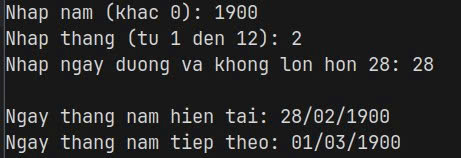 Nhap nam (khac 0): 1900
Nhap thang (tu 1 den 12): 2
Nhap ngay duong va khong lon hon 28: 28
Ngay thang nam hien tai: 28/02/1900
Ngay thang nam tiep theo: 01/03/1900